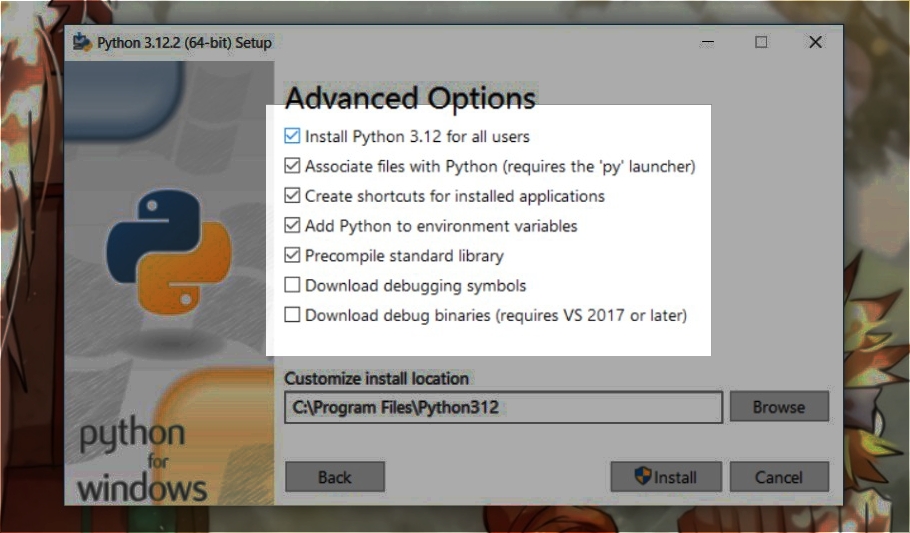 Python 3.12.2 (64-bit) Setup
Advanced Options
Install Python 3.12 for all users
Associate files with Python (requires the 'py' launcher)
Create shortcuts for installed applications
Add Python to environment variables
Precompile standard library
Download debugging symbols
Download debug binaries (requires VS 2017 or later)
Customize install location
C:\Program Files\Python312
Browse
python
for
windows
Back
Install
Cancel